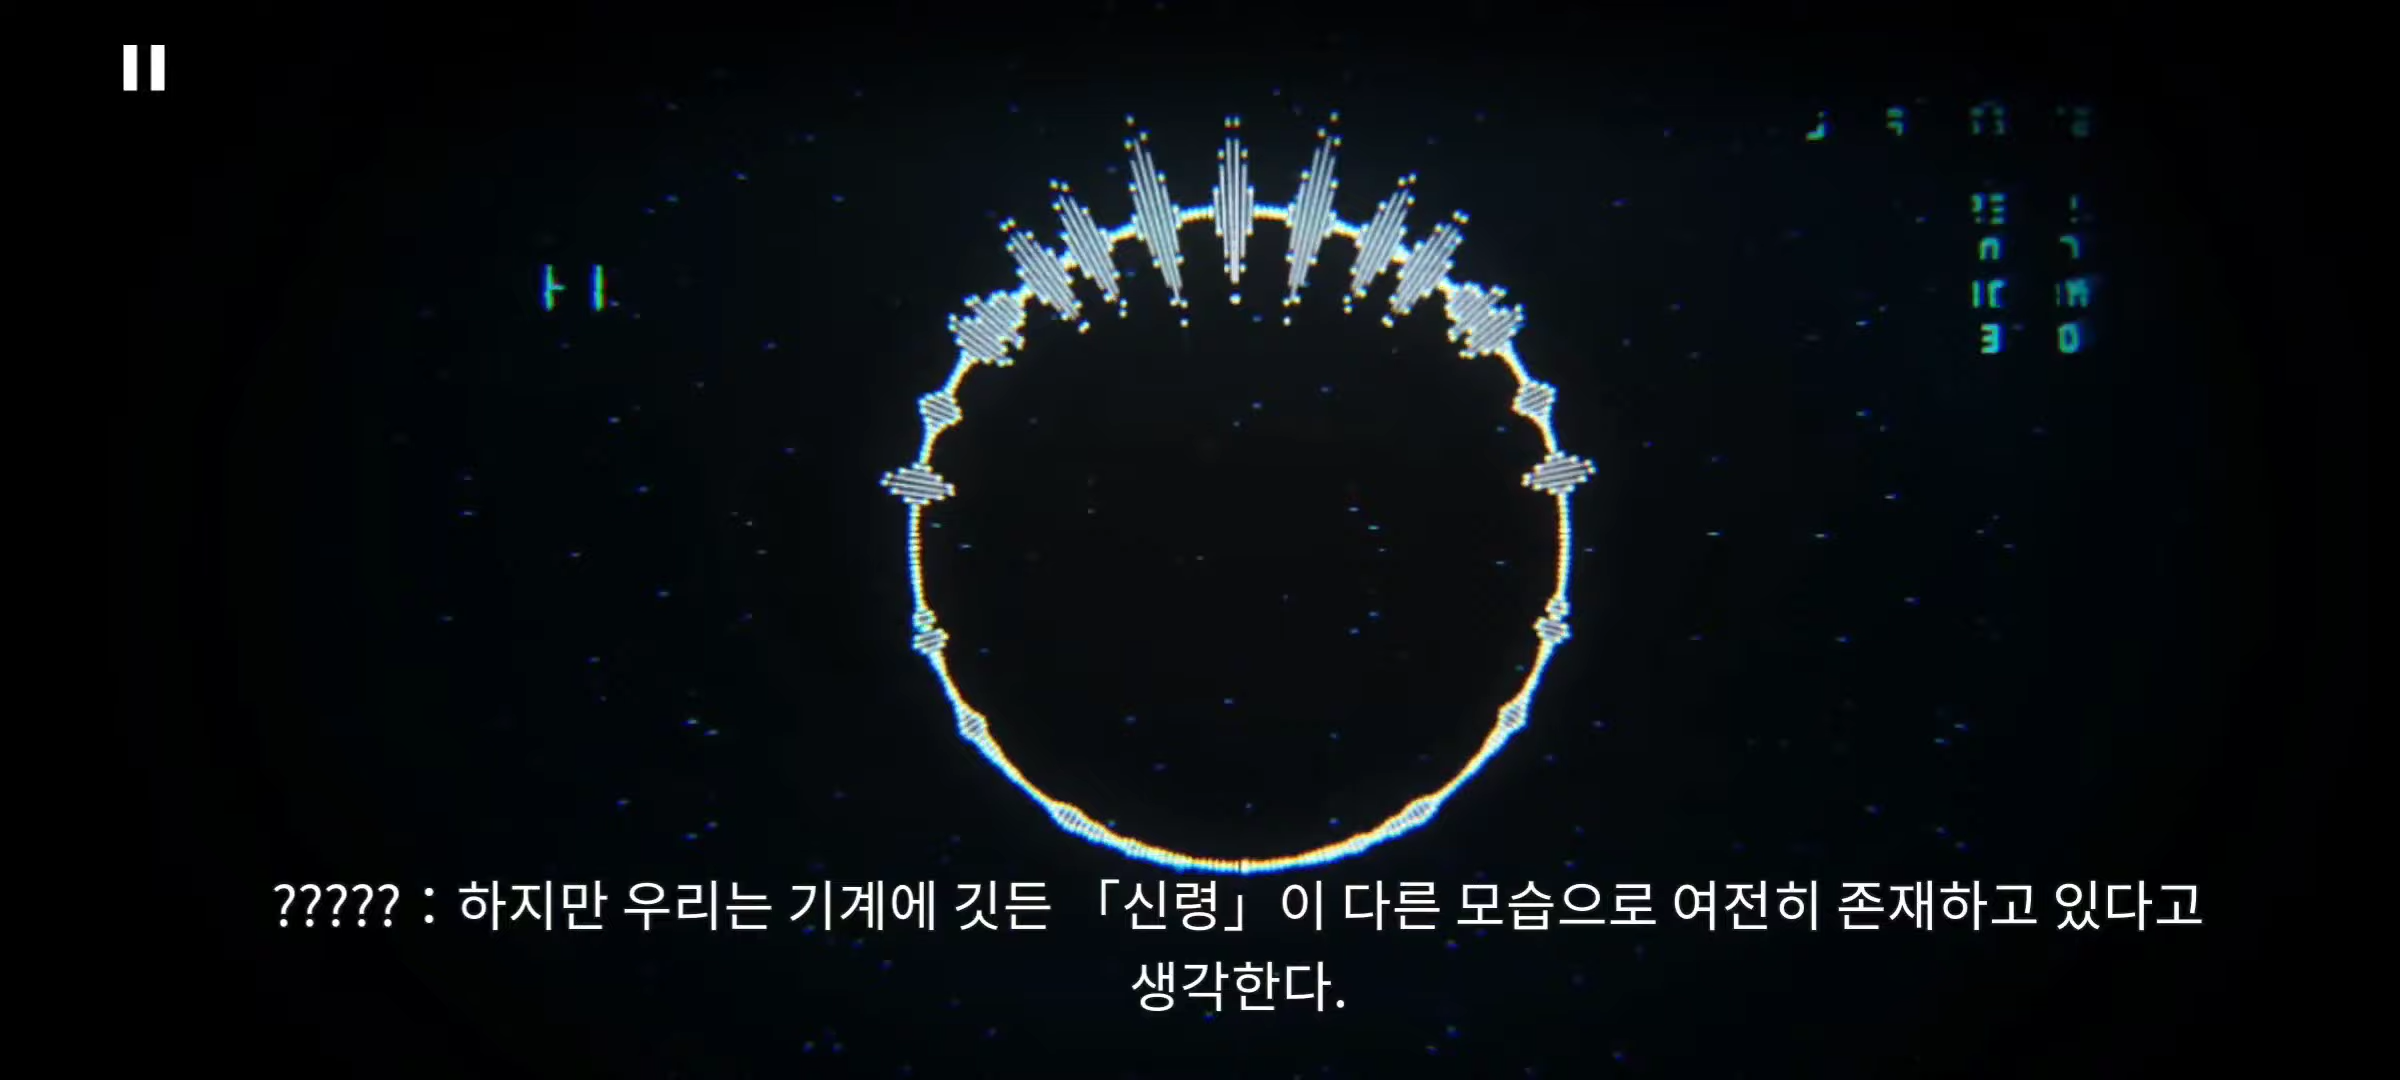 ????? : 하지만 우리는 기계에 깃든 「신령」이 다른 모습으로 여전히 존재하고 있다고
생각한다.